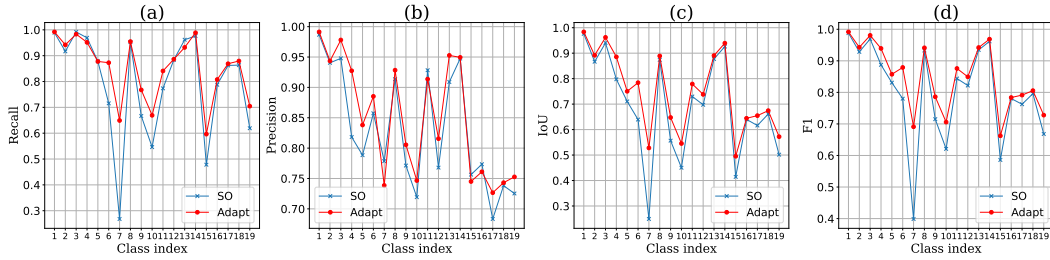 (a)
1.0
0.9
0.8
0.7
0.6
0.5
0.4
0.3
Recall
SO
Adapt
1 2 3 4 5 6 7 8 9 10 11 12 13 14 15 16 17 18 19
Class index
(b)
1.00
0.95
0.90
0.85
0.80
0.75
0.70
Precision
SO
Adapt
1 2 3 4 5 6 7 8 9 10 11 12 13 14 15 16 17 18 19
Class index
(c)
1.0
0.9
0.8
0.7
0.6
0.5
0.4
0.3
IoU
SO
Adapt
1 2 3 4 5 6 7 8 9 10 11 12 13 14 15 16 17 18 19
Class index
(d)
1.0
0.9
0.8
0.7
0.6
0.5
0.4
F1
SO
Adapt
1 2 3 4 5 6 7 8 9 10 11 12 13 14 15 16 17 18 19
Class index